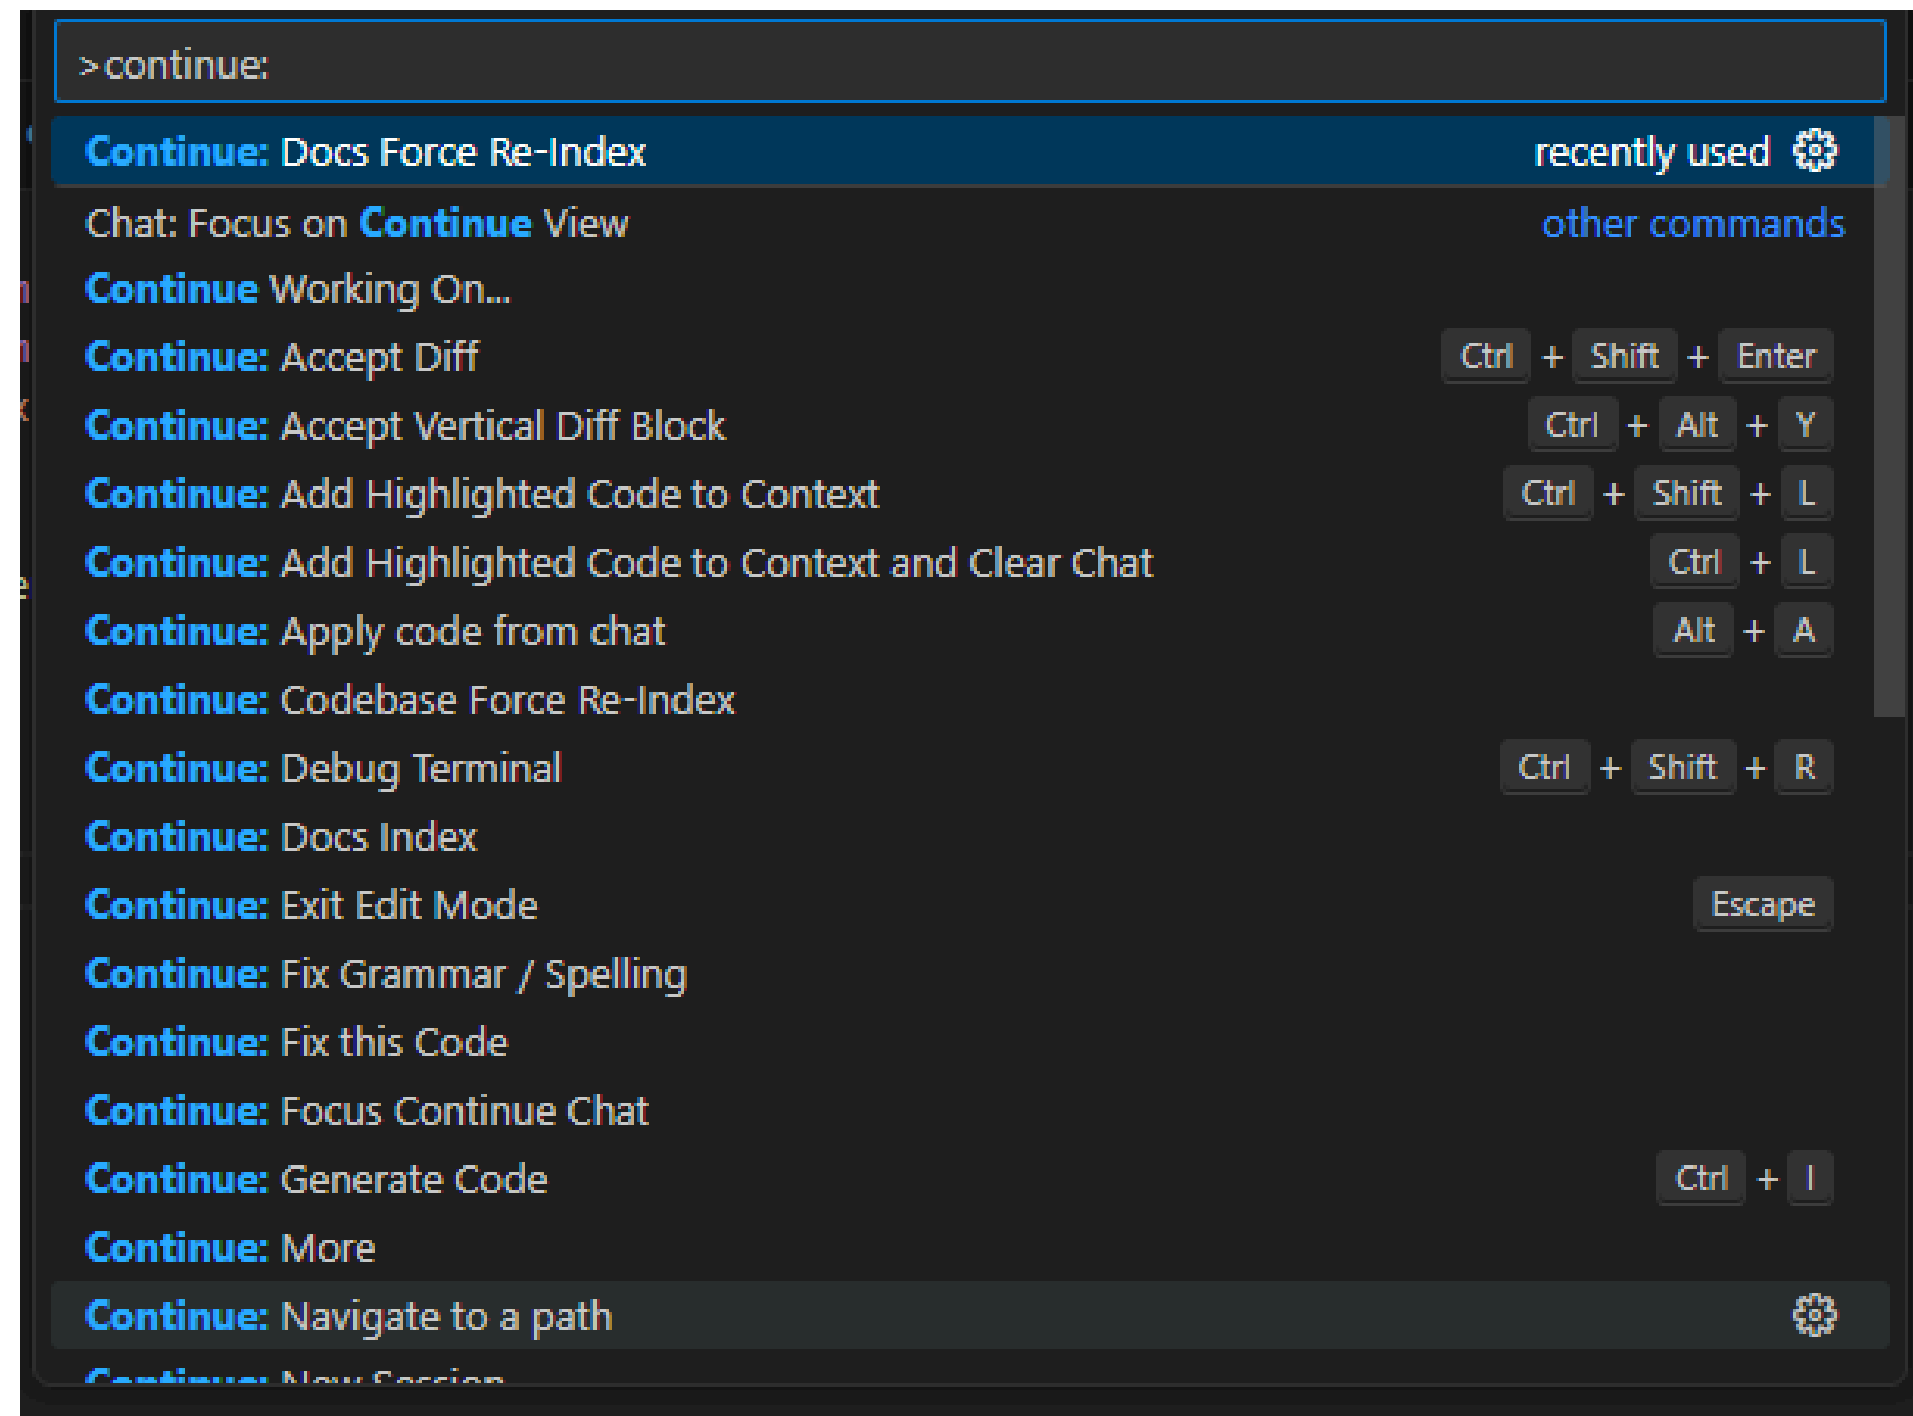 >continue:
Continue: Docs Force Re-Index recently used
Chat: Focus on Continue View other commands
Continue Working On...
Continue: Accept Diff Ctrl + Shift + Enter
Continue: Accept Vertical Diff Block Ctrl + Alt + Y
Continue: Add Highlighted Code to Context Ctrl + Shift + L
Continue: Add Highlighted Code to Context and Clear Chat Ctrl + L
Continue: Apply code from chat Alt + A
Continue: Codebase Force Re-Index
Continue: Debug Terminal Ctrl + Shift + R
Continue: Docs Index
Continue: Exit Edit Mode Escape
Continue: Fix Grammar / Spelling
Continue: Fix this Code
Continue: Focus Continue Chat
Continue: Generate Code Ctrl + I
Continue: More
Continue: Navigate to a path
Continue: New Session